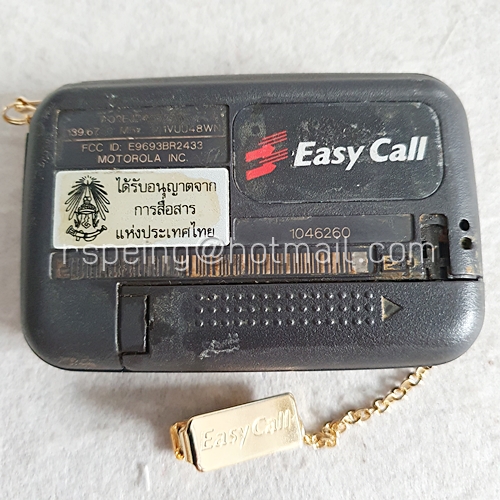 139.67
FCC ID: E9693BR2433
MOTOROLA INC.
Easy Call
ได้รับอนุญาตจาก
การสื่อสาร
แห่งประเทศไทย
1046260
r-speing@hotmail.com
Easy Call